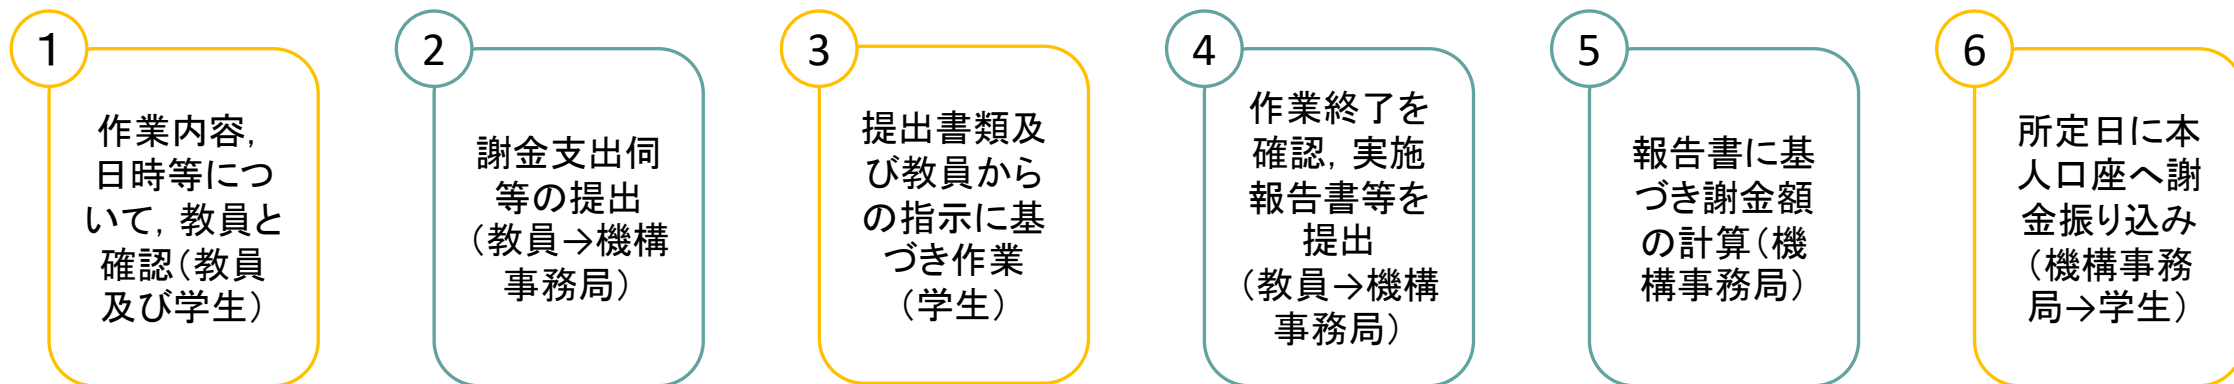 1
作業内容,
日時等につ
いて, 教員と
確認(教員
及び学生)
2
謝金支出伺
等の提出
(教員→機構
事務局)
3
提出書類及
び教員から
の指示に基
づき作業
(学生)
4
作業終了を
確認, 実施
報告書等を
提出
(教員→機構
事務局)
5
報告書に基
づき謝金額
の計算(機
構事務局)
6
所定日に本
人口座へ謝
金振り込み
(機構事務
局→学生)